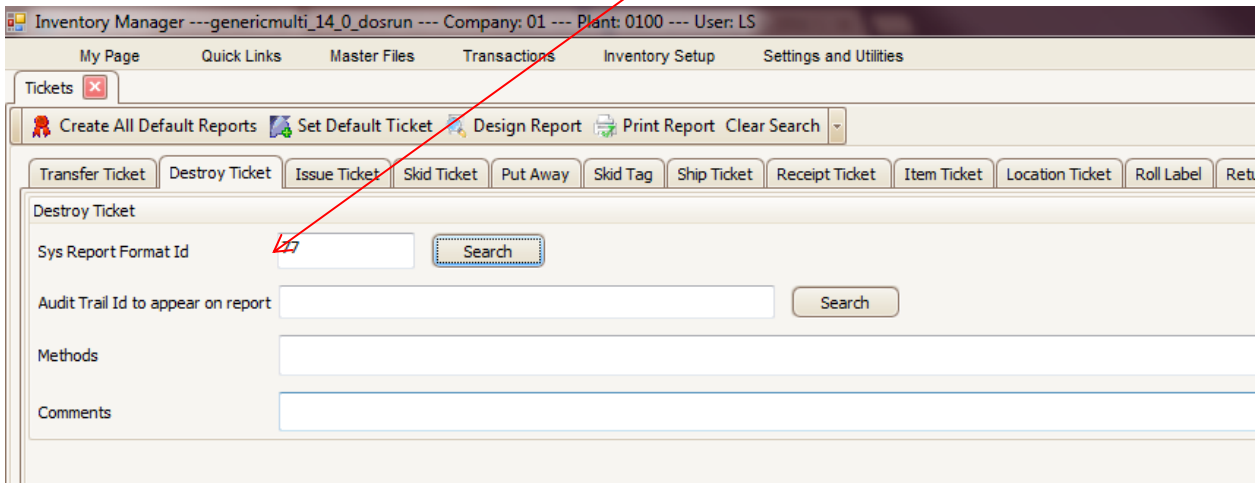 Inventory Manager ---genericmulti_14_0_dosrun --- Company: 01 --- Plant: 0100 --- User: LS
My Page Quick Links Master Files Transactions Inventory Setup Settings and Utilities
Tickets
Create All Default Reports Set Default Ticket Design Report Print Report Clear Search
Transfer Ticket Destroy Ticket Issue Ticket Skid Ticket Put Away Skid Tag Ship Ticket Receipt Ticket Item Ticket Location Ticket Roll Label Retu
Destroy Ticket
Sys Report Format Id 77 Search
Audit Trail Id to appear on report Search
Methods
Comments